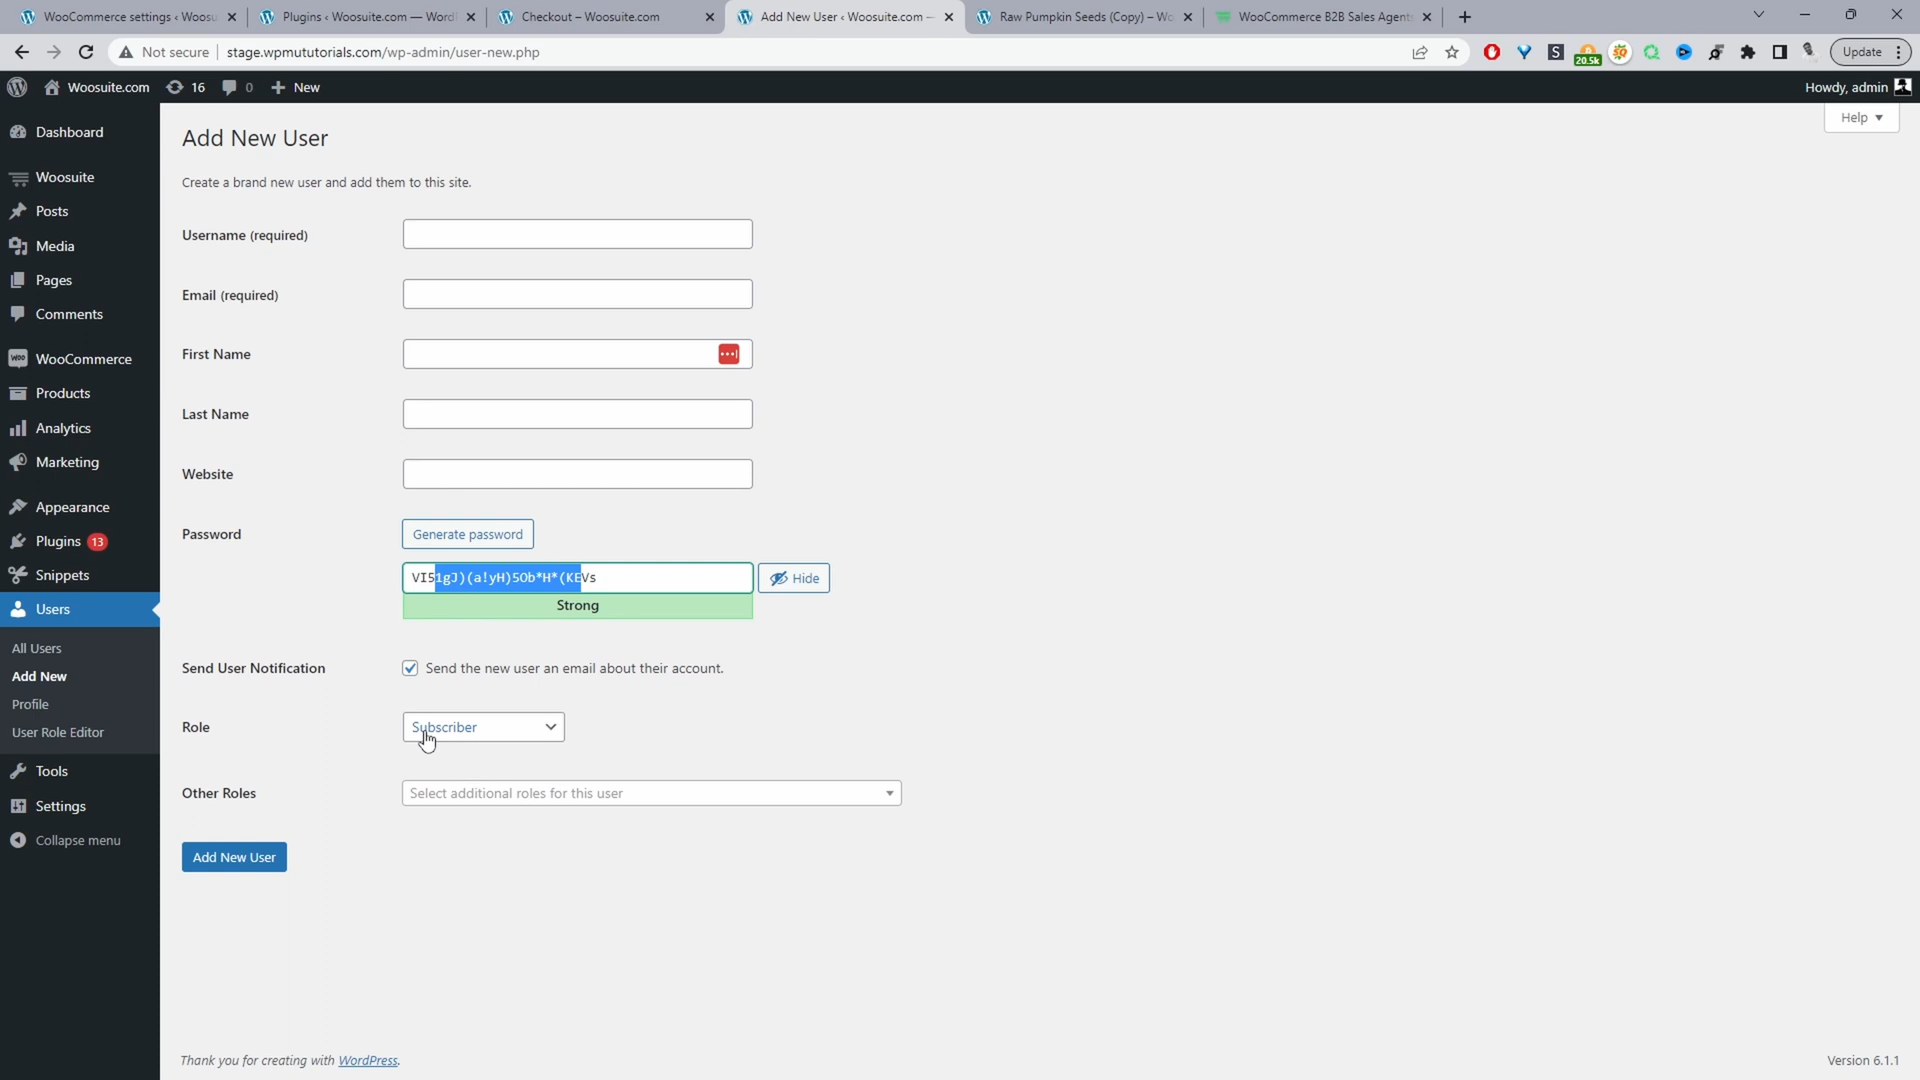 WooCommerce settings ‹ Woosu
Plugins ‹ Woosuite.com — Word
Checkout – Woosuite.com
Add New User ‹ Woosuite.com —
Raw Pumpkin Seeds (Copy) – Wo
WooCommerce B2B Sales Agent
Not secure
stage.wpmututorials.com/wp-admin/user-new.php
20.5k
Update
Woosuite.com
16
0
New
Howdy, admin
Help
Dashboard
Woosuite
Posts
Media
Pages
Comments
WooCommerce
Products
Analytics
Marketing
Appearance
Plugins 13
Snippets
Users
All Users
Add New
Profile
User Role Editor
Tools
Settings
Collapse menu
Add New User
Create a brand new user and add them to this site.
Username (required)
Email (required)
First Name
Last Name
Website
Password
Generate password
VI51gJ)(a!yH)5Ob*H*(KEVs
Hide
Strong
Send User Notification
Send the new user an email about their account.
Role
Subscriber
Other Roles
Select additional roles for this user
Add New User
Thank you for creating with WordPress.
Version 6.1.1